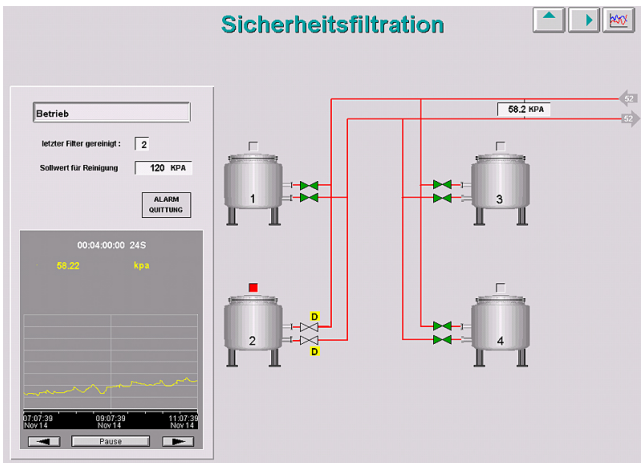 Sicherheitsfiltration
Betrieb
letzter Filter gereinigt : 2
Sollwert für Reinigung 120 KPA
ALARM
QUITTUNG
00:04:00:00 24S
58.22 kpa
07:07:39 09:07:39 11:07:39
Nov 14 Nov 14 Nov 14
Pause
52
58.2 KPA
52
1
3
D
2
D
4